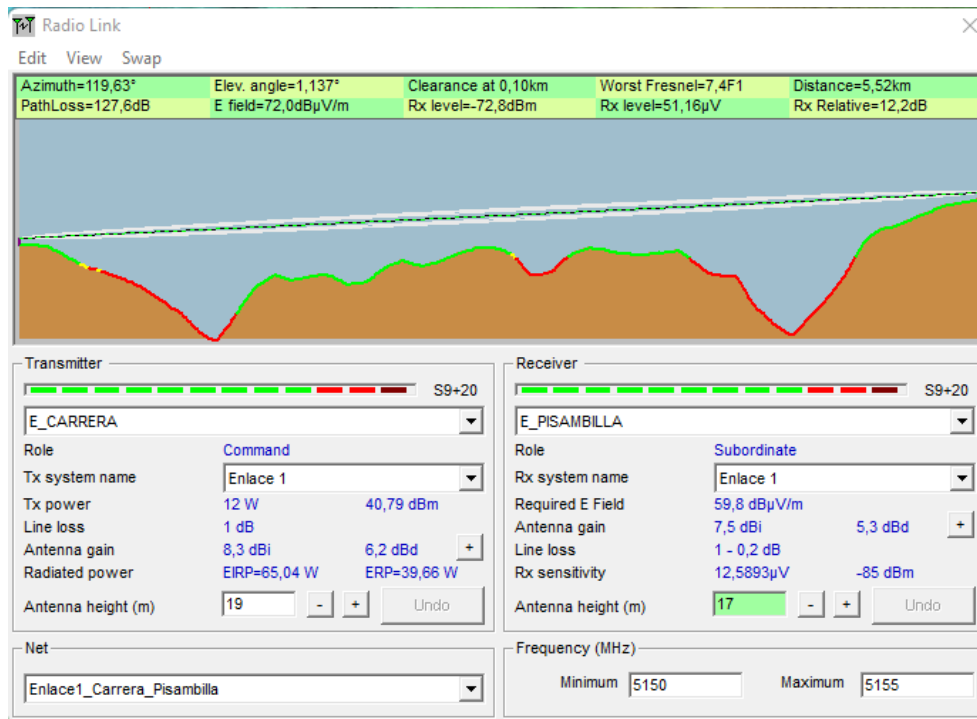 Radio Link
Edit View Swap
Azimuth=119,63° Elev. angle=1,137° Clearance at 0,10km Worst Fresnel=7,4F1 Distance=5,52km
PathLoss=127,6dB E field=72,0dBµV/m Rx level=-72,8dBm Rx level=51,16µV Rx Relative=12,2dB
Transmitter
S9+20
E_CARRERA
Role Command
Tx system name Enlace 1
Tx power 12 W 40,79 dBm
Line loss 1 dB
Antenna gain 8,3 dBi 6,2 dBd +
Radiated power EIRP=65,04 W ERP=39,66 W
Antenna height (m) 19 - + Undo
Receiver
S9+20
E_PISAMBILLA
Role Subordinate
Rx system name Enlace 1
Required E Field 59,8 dBµV/m
Antenna gain 7,5 dBi 5,3 dBd +
Line loss 1 - 0,2 dB
Rx sensitivity 12,5893µV -85 dBm
Antenna height (m) 17 - + Undo
Net
Enlace1_Carrera_Pisambilla
Frequency (MHz)
Minimum 5150 Maximum 5155